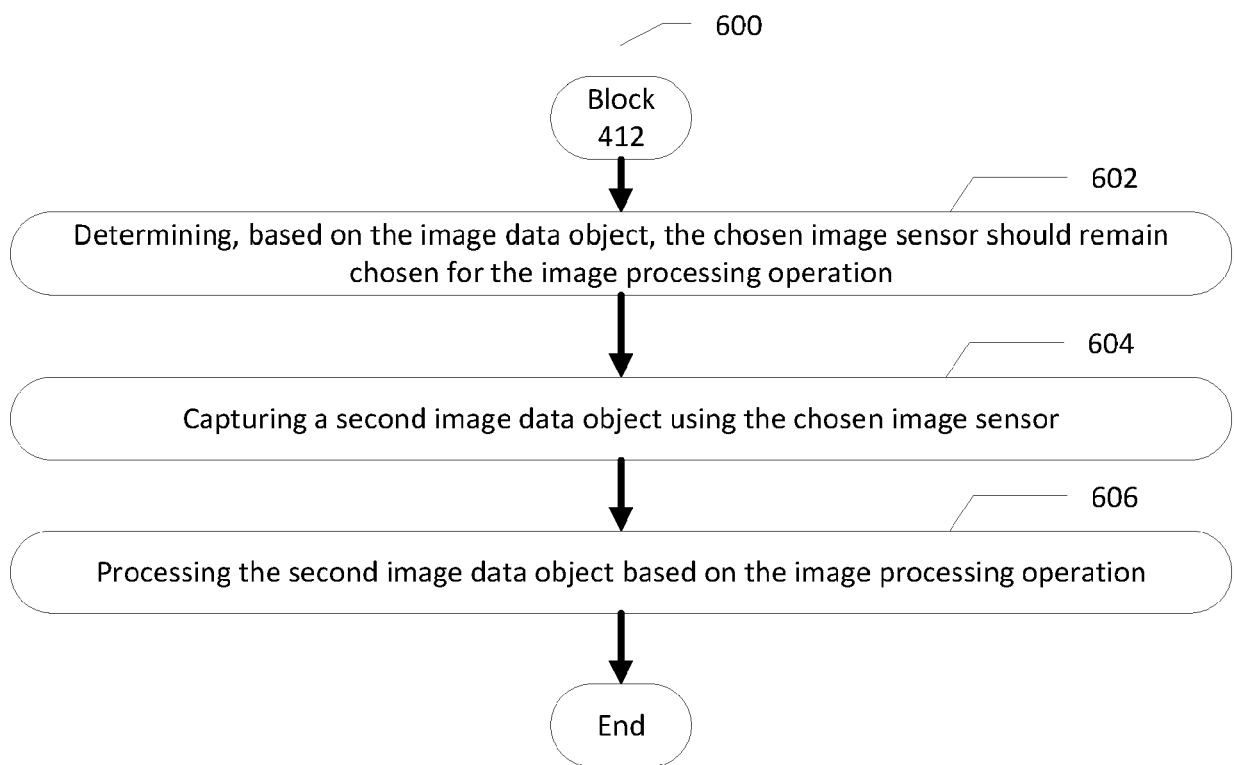 600
Block
412
602
Determining, based on the image data object, the chosen image sensor should remain
chosen for the image processing operation
604
Capturing a second image data object using the chosen image sensor
606
Processing the second image data object based on the image processing operation
End